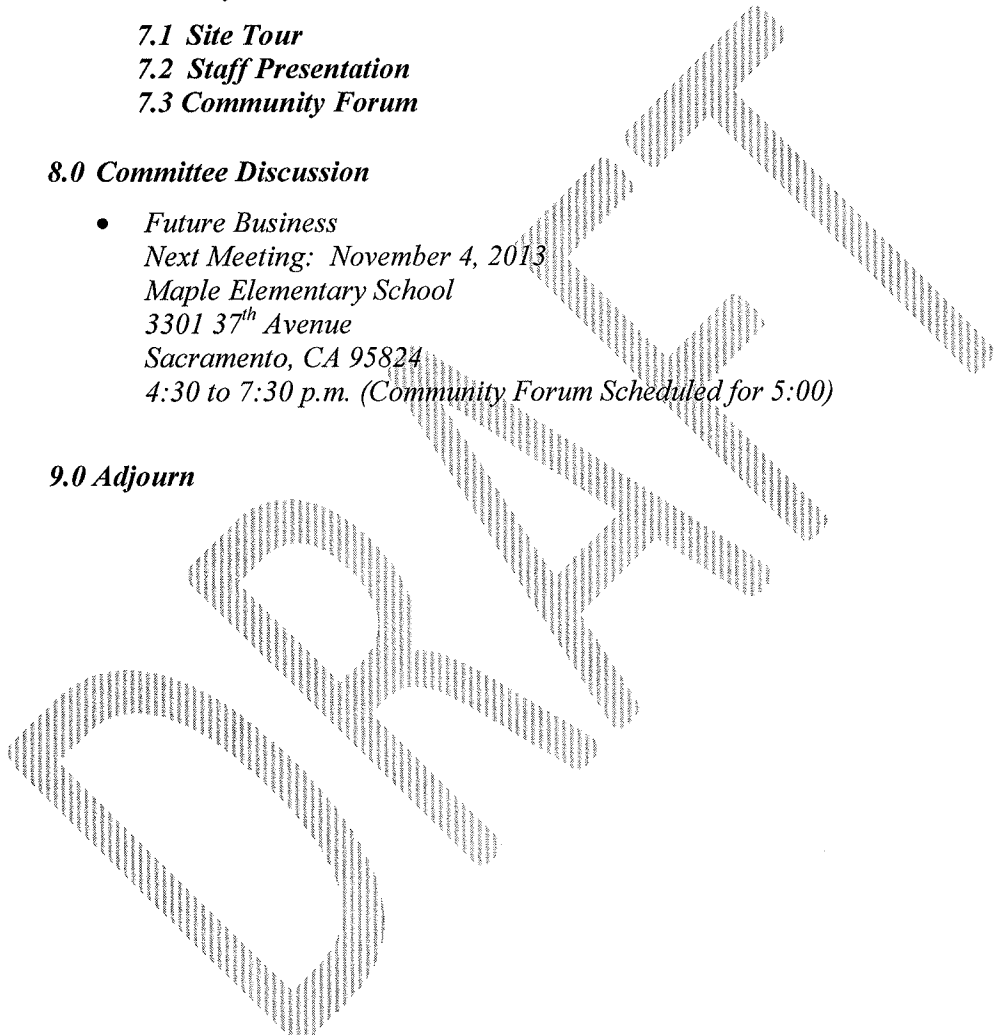 7.1 Site Tour
7.2 Staff Presentation
7.3 Community Forum
8.0 Committee Discussion
• Future Business
Next Meeting: November 4, 2013
Maple Elementary School
3301 37th Avenue
Sacramento, CA 95824
4:30 to 7:30 p.m. (Community Forum Scheduled for 5:00)
9.0 Adjourn
DRAFT